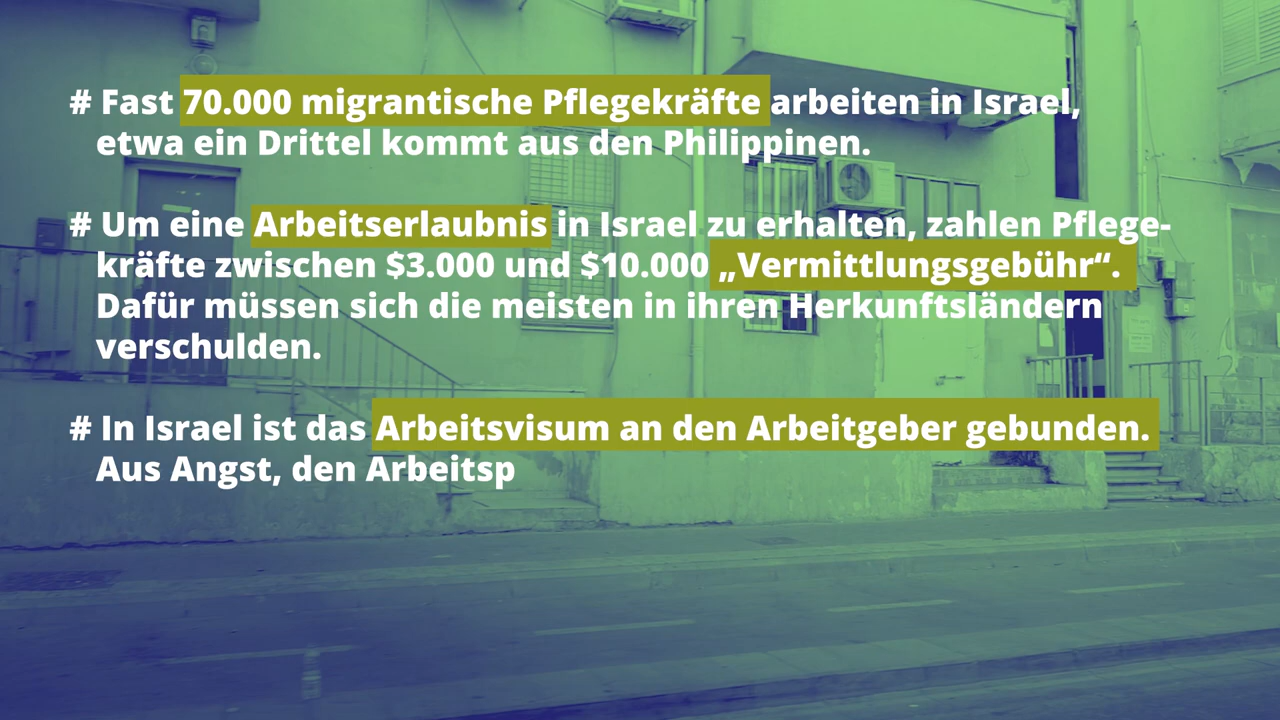 # Fast 70.000 migrantische Pflegekräfte arbeiten in Israel,
etwa ein Drittel kommt aus den Philippinen.
# Um eine Arbeitserlaubnis in Israel zu erhalten, zahlen Pflege-
kräfte zwischen $3.000 und $10.000 „Vermittlungsgebühr“.
Dafür müssen sich die meisten in ihren Herkunftsländern
verschulden.
# In Israel ist das Arbeitsvisum an den Arbeitgeber gebunden.
Aus Angst, den Arbeitsp